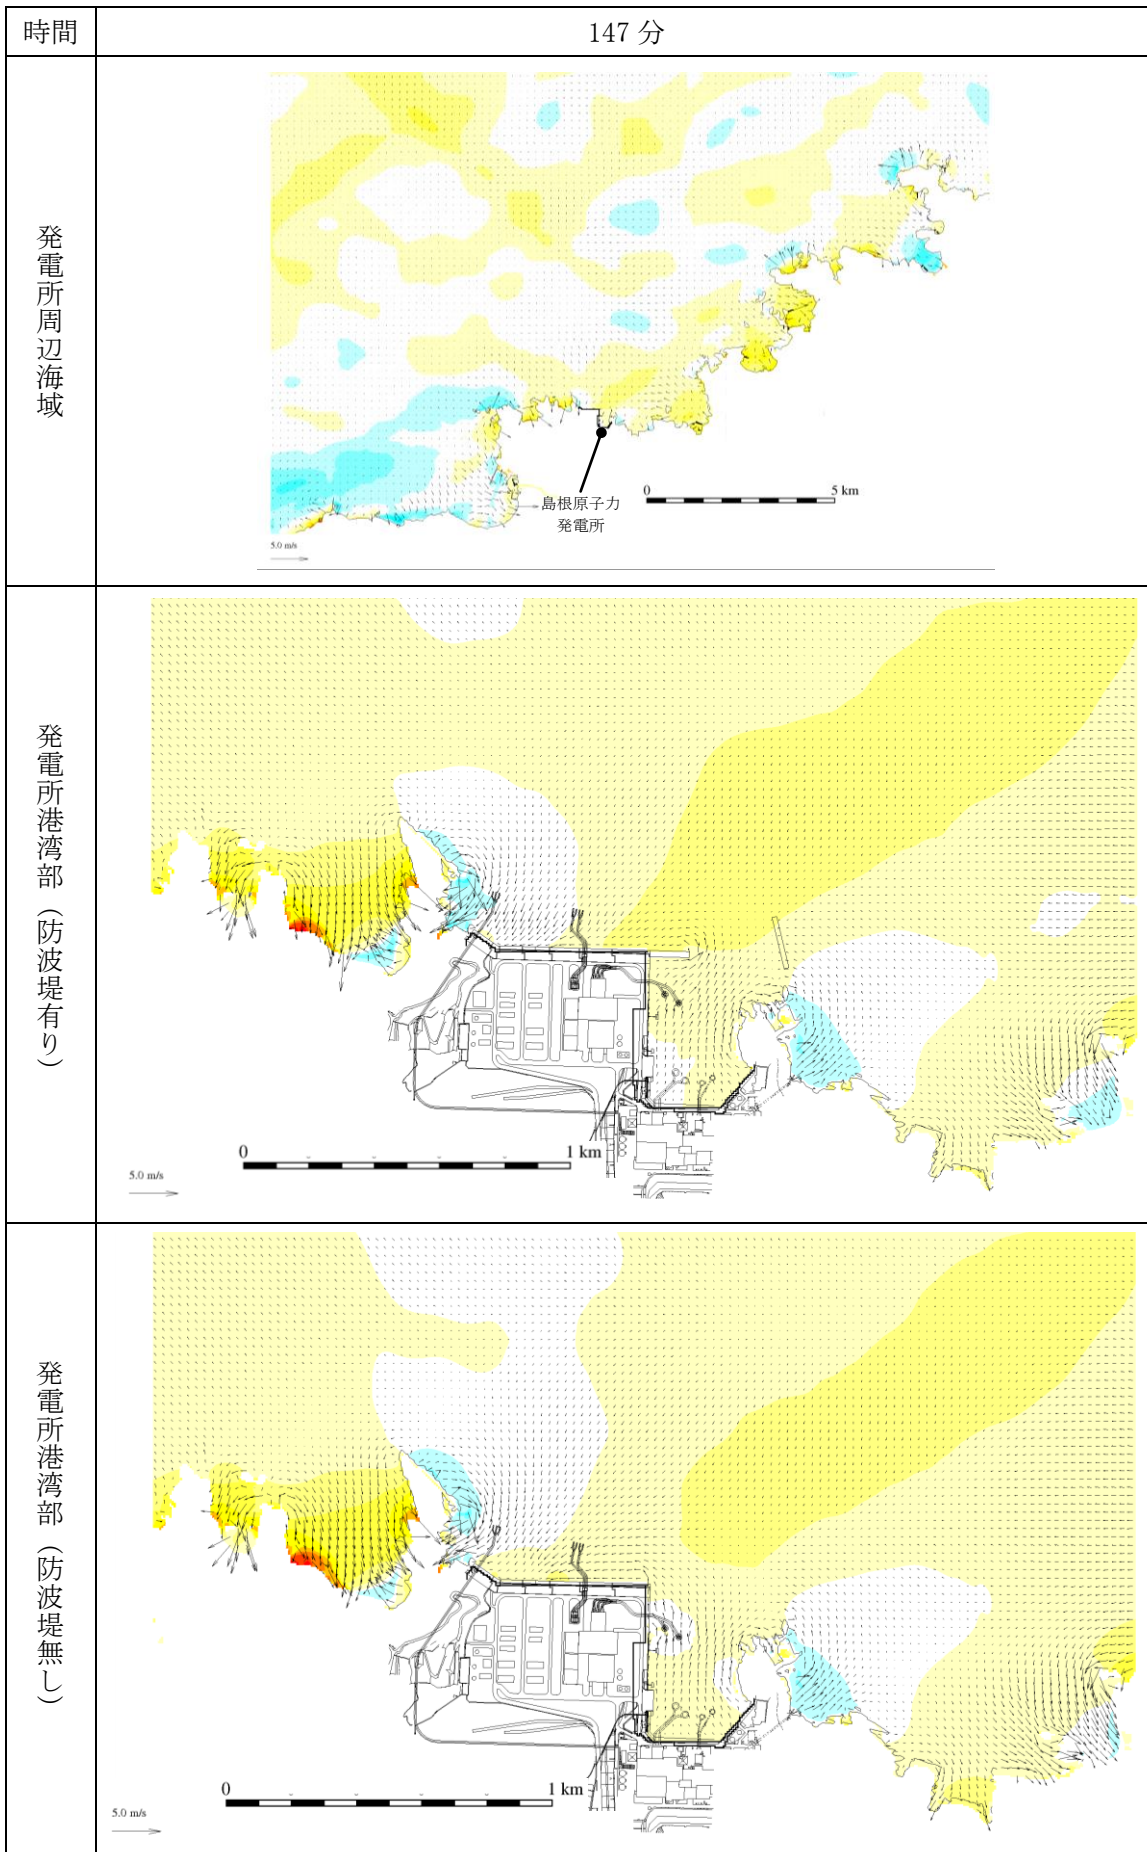 時間
147 分
発電所周辺海域
島根原子力
発電所
0
5 km
5.0 m/s
発電所港湾部（防波堤有り）
0
1 km
5.0 m/s
発電所港湾部（防波堤無し）
0
1 km
5.0 m/s